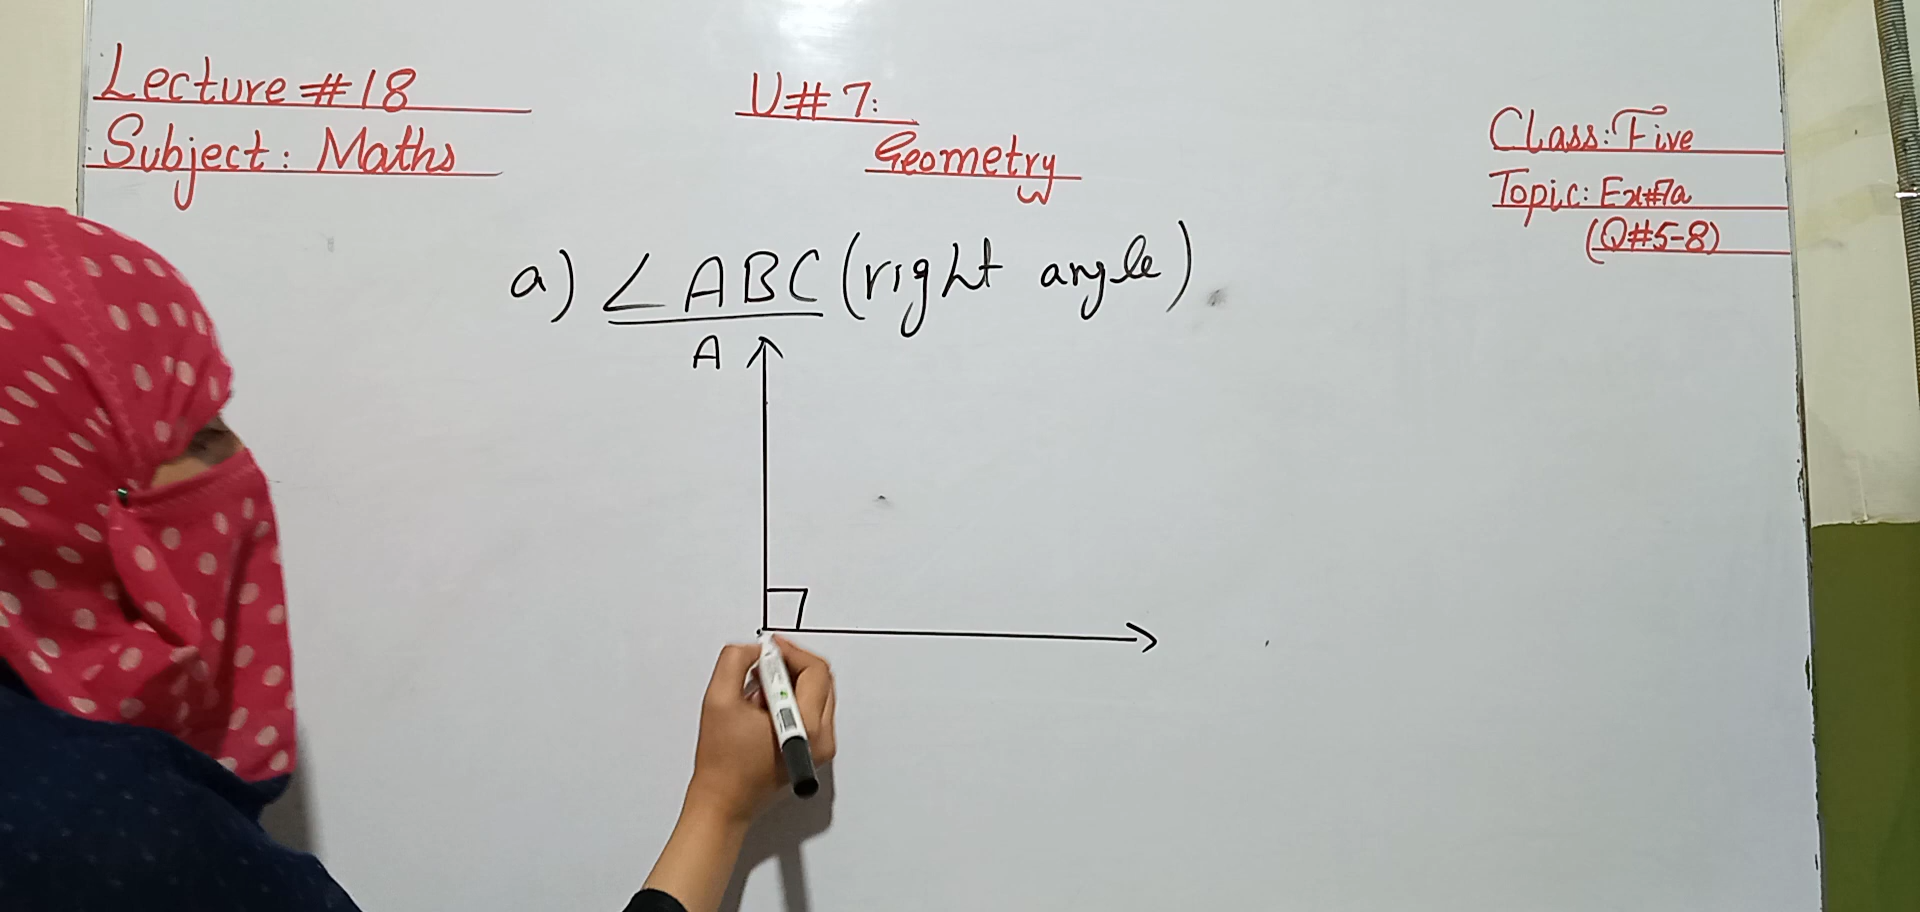 Lecture #18
Subject: Maths
U# 7:
Geometry
Class: Five
Topic: Ex#7a
(Q#5-8)
a) ∠ABC (right angle)
A